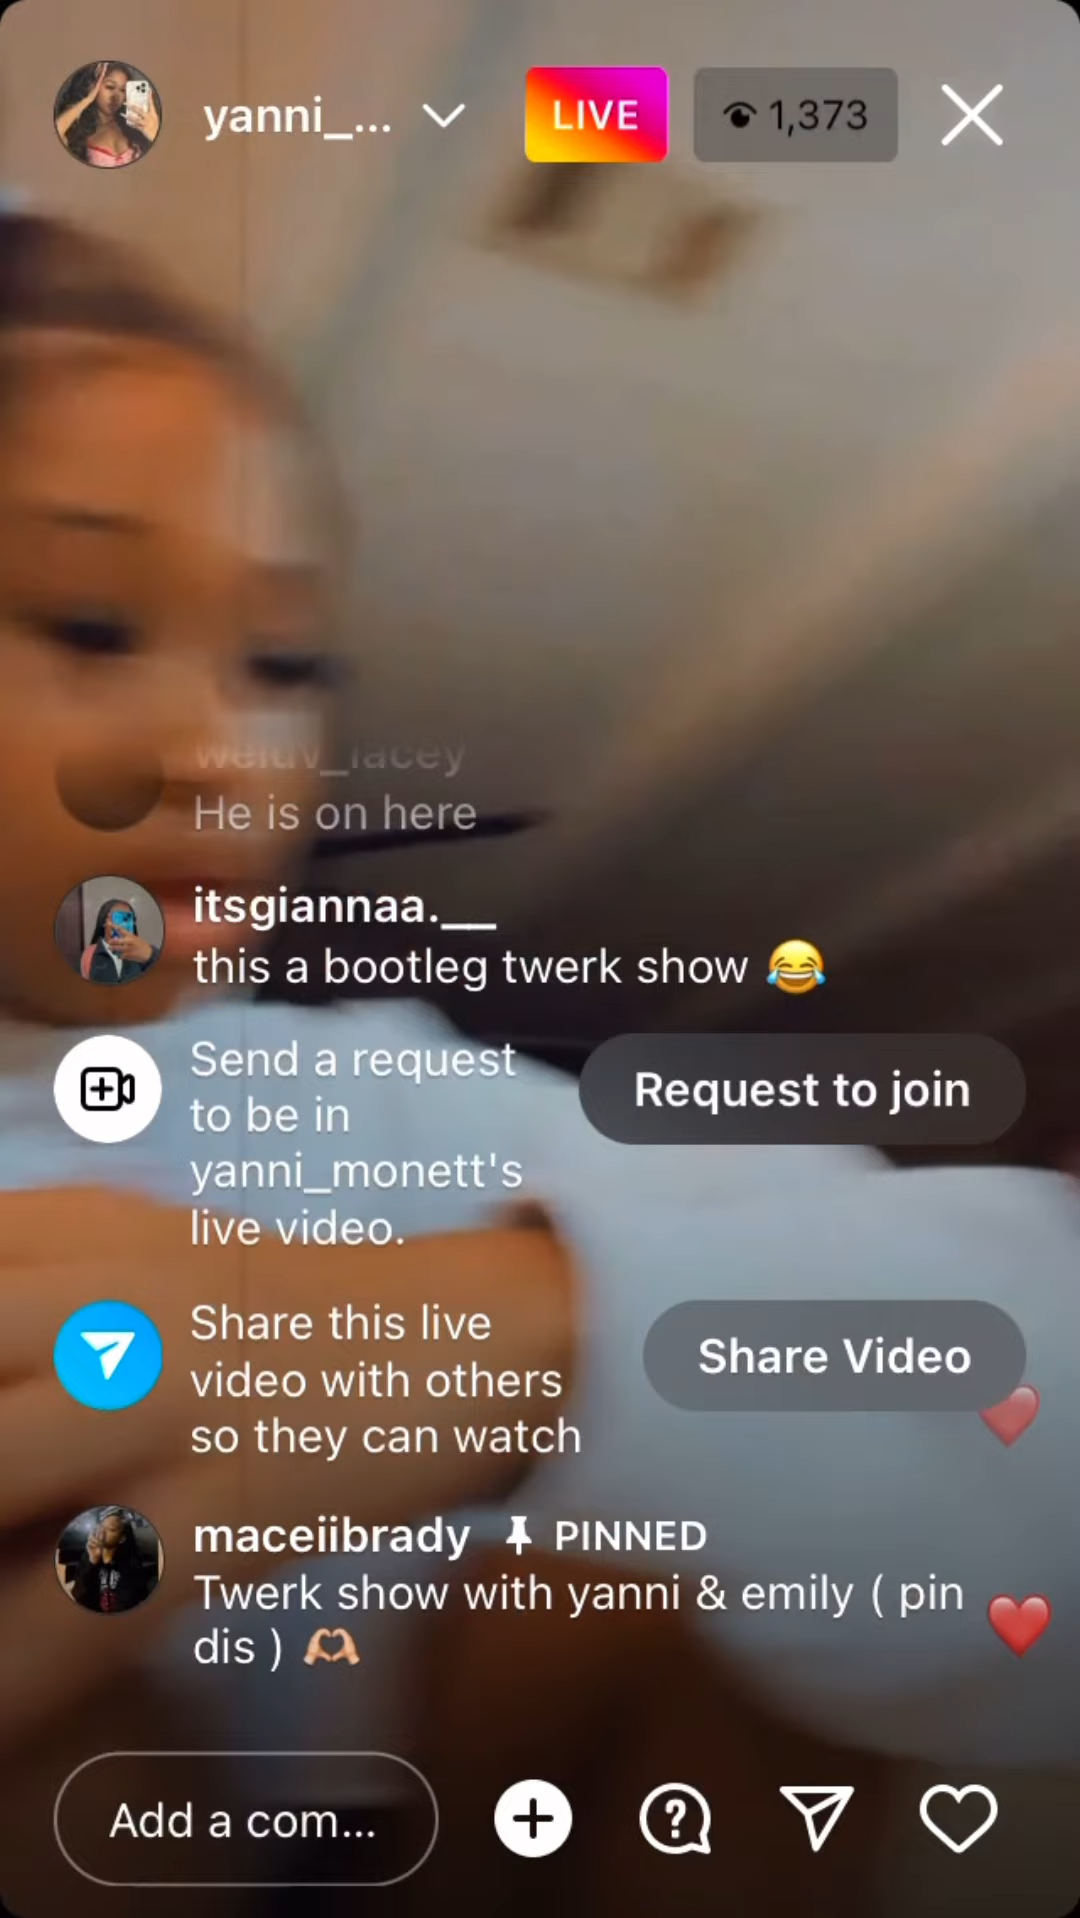 yanni_...
LIVE
1,373
weluv_lacey
He is on here
itsgiannaa.__
this a bootleg twerk show 😂
Send a request
to be in
yanni_monett's
live video.
Request to join
Share this live
video with others
so they can watch
Share Video
maceiibrady PINNED
Twerk show with yanni & emily ( pin
dis ) 🫶🏼
Add a com...